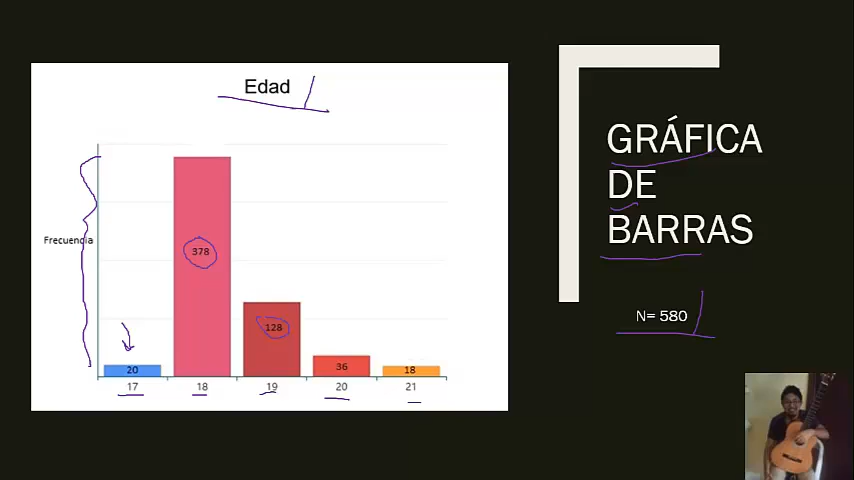 Edad
Frecuencia
378
128
20
36
18
17 18 19 20 21
GRÁFICA
DE
BARRAS
N= 580